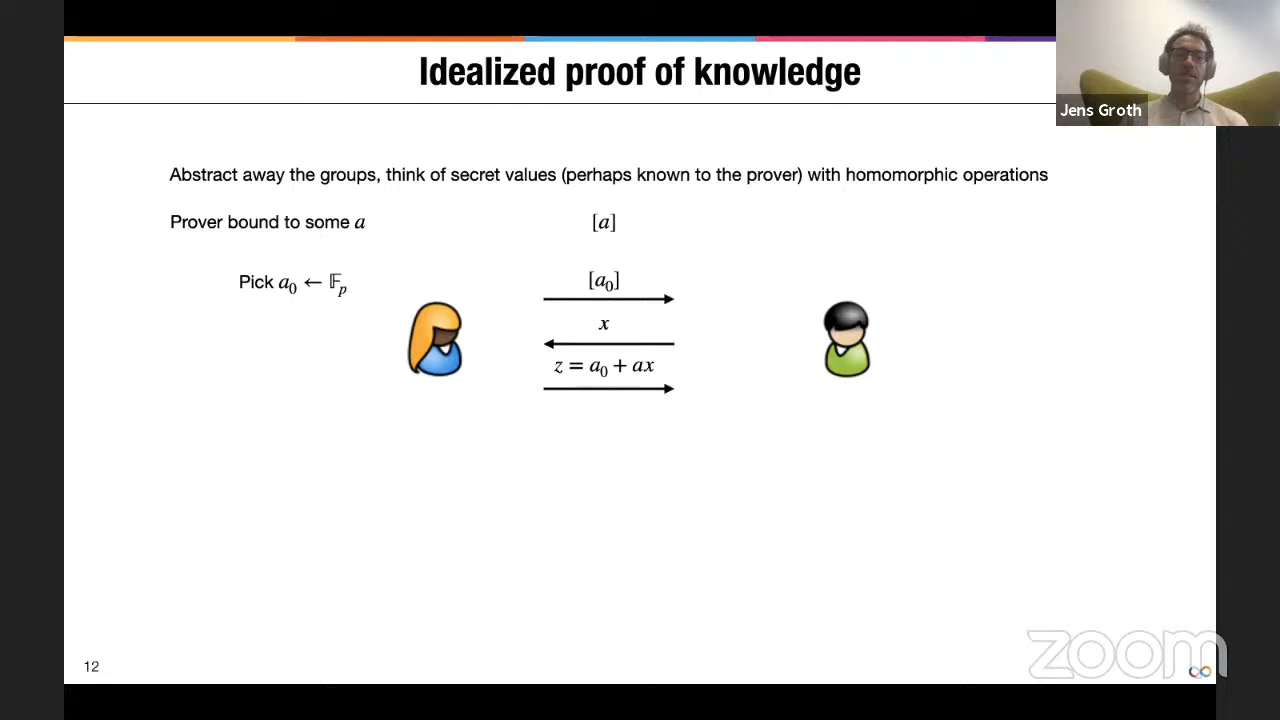 Idealized proof of knowledge
Jens Groth
Abstract away the groups, think of secret values (perhaps known to the prover) with homomorphic operations
Prover bound to some a
[a]
Pick a₀ ← 𝔽ₚ
[a₀]
x
z = a₀ + ax
12
zoom